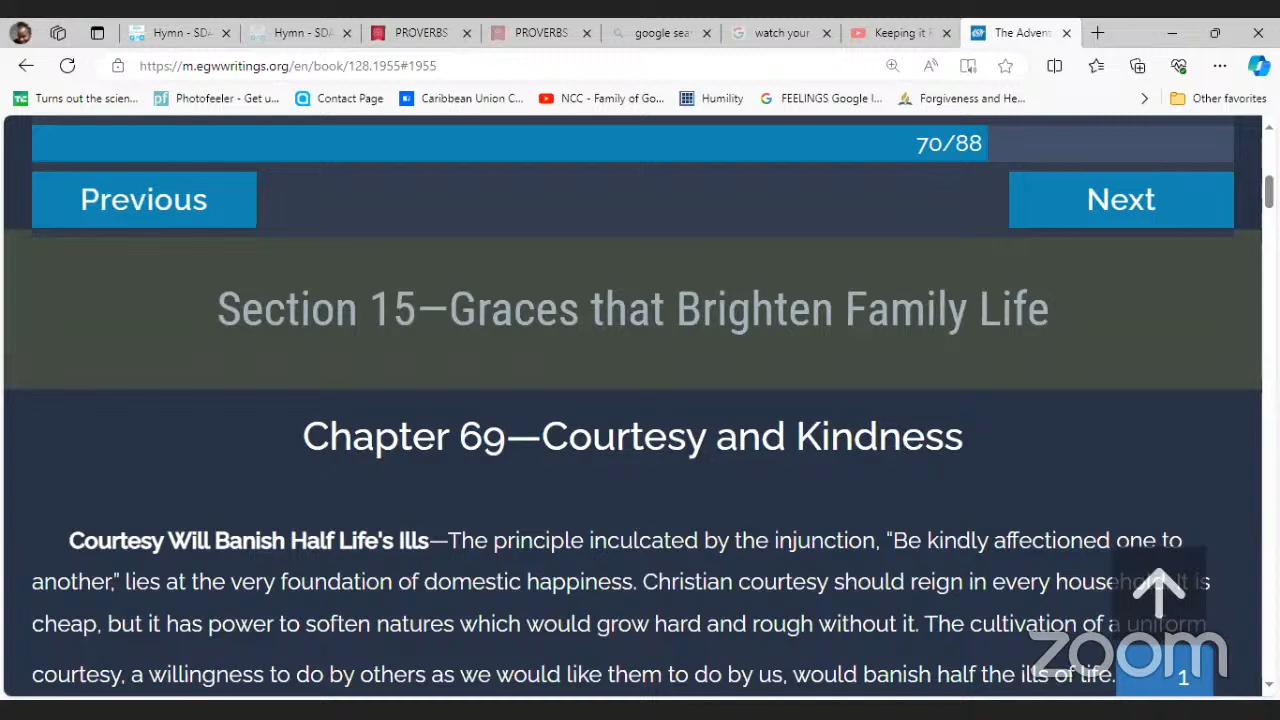 Hymn - SDA
Hymn - SDA
PROVERBS
PROVERBS
google sea
watch your
Keeping it R
The Advent
https://m.egwwritings.org/en/book/128.1955#1955
Turns out the scien...
Photofeeler - Get u...
Contact Page
Caribbean Union C...
NCC - Family of Go...
Humility
FEELINGS Google I...
Forgiveness and He...
Other favorites
70/88
Previous
Next
Section 15—Graces that Brighten Family Life
Chapter 69—Courtesy and Kindness
Courtesy Will Banish Half Life's Ills—The principle inculcated by the injunction, “Be kindly affectioned one to
another,” lies at the very foundation of domestic happiness. Christian courtesy should reign in every household. It is
cheap, but it has power to soften natures which would grow hard and rough without it. The cultivation of a uniform
courtesy, a willingness to do by others as we would like them to do by us, would banish half the ills of life.
1
zoom